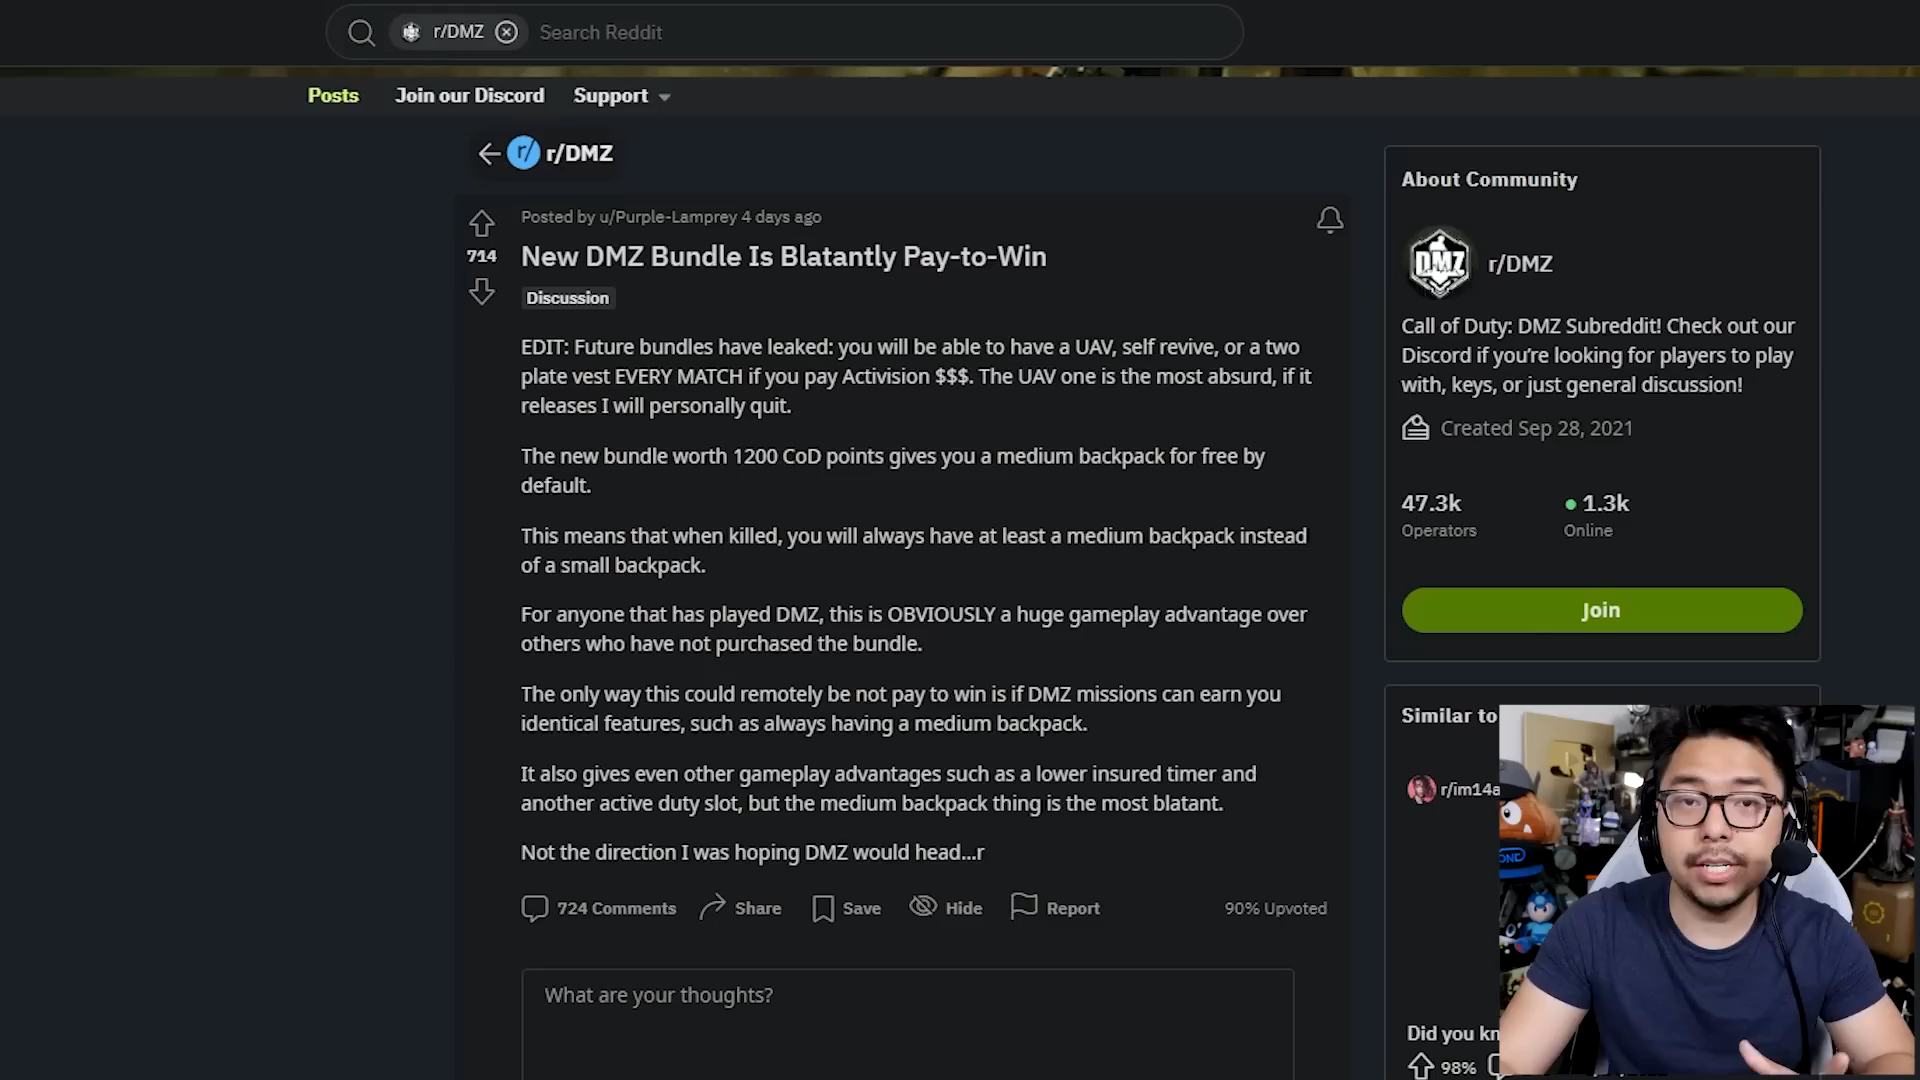 r/DMZ
Search Reddit
Posts
Join our Discord
Support
r/
r/DMZ
Posted by u/Purple-Lamprey 4 days ago
714
New DMZ Bundle Is Blatantly Pay-to-Win
Discussion
EDIT: Future bundles have leaked: you will be able to have a UAV, self revive, or a two
plate vest EVERY MATCH if you pay Activision $$$. The UAV one is the most absurd, if it
releases I will personally quit.
The new bundle worth 1200 CoD points gives you a medium backpack for free by
default.
This means that when killed, you will always have at least a medium backpack instead
of a small backpack.
For anyone that has played DMZ, this is OBVIOUSLY a huge gameplay advantage over
others who have not purchased the bundle.
The only way this could remotely be not pay to win is if DMZ missions can earn you
identical features, such as always having a medium backpack.
It also gives even other gameplay advantages such as a lower insured timer and
another active duty slot, but the medium backpack thing is the most blatant.
Not the direction I was hoping DMZ would head...r
724 Comments
Share
Save
Hide
Report
90% Upvoted
What are your thoughts?
About Community
DMZ
r/DMZ
Call of Duty: DMZ Subreddit! Check out our
Discord if you're looking for players to play
with, keys, or just general discussion!
Created Sep 28, 2021
47.3k
1.3k
Operators
Online
Join
Similar to
r/im14a
Did you kn
98%